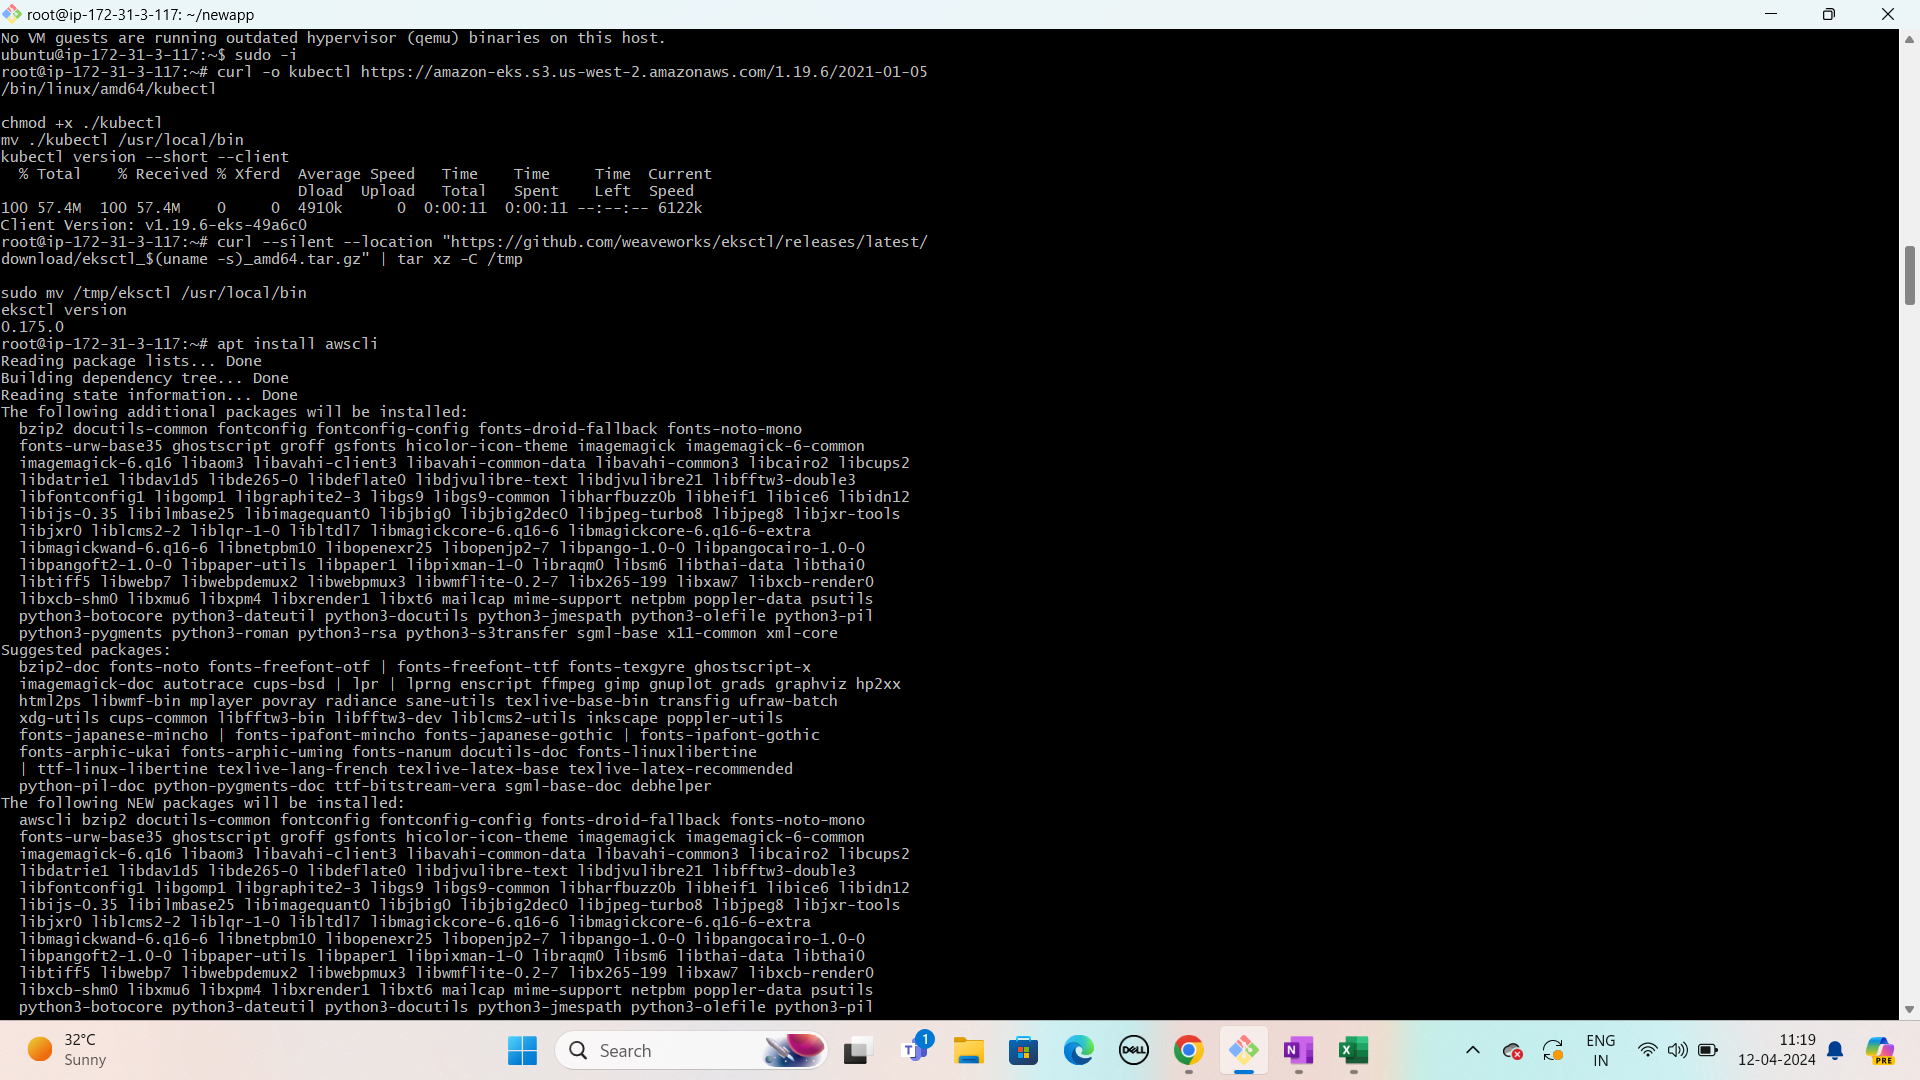 root@ip-172-31-3-117: ~/newapp
No VM guests are running outdated hypervisor (qemu) binaries on this host.
ubuntu@ip-172-31-3-117:~$ sudo -i
root@ip-172-31-3-117:~# curl -o kubectl https://amazon-eks.s3.us-west-2.amazonaws.com/1.19.6/2021-01-05
/bin/linux/amd64/kubectl
chmod +x ./kubectl
mv ./kubectl /usr/local/bin
kubectl version --short --client
% Total % Received % Xferd Average Speed Time Time Time Current
Dload Upload Total Spent Left Speed
100 57.4M 100 57.4M 0 0 4910k 0 0:00:11 0:00:11 --:--:-- 6122k
Client Version: v1.19.6-eks-49a6c0
root@ip-172-31-3-117:~# curl --silent --location "https://github.com/weaveworks/eksctl/releases/latest/
download/eksctl_$(uname -s)_amd64.tar.gz" | tar xz -C /tmp
sudo mv /tmp/eksctl /usr/local/bin
eksctl version
0.175.0
root@ip-172-31-3-117:~# apt install awscli
Reading package lists... Done
Building dependency tree... Done
Reading state information... Done
The following additional packages will be installed:
bzip2 docutils-common fontconfig fontconfig-config fonts-droid-fallback fonts-noto-mono
fonts-urw-base35 ghostscript groff gsfonts hicolor-icon-theme imagemagick imagemagick-6-common
imagemagick-6.q16 libaom3 libavahi-client3 libavahi-common-data libavahi-common3 libcairo2 libcups2
libdatrie1 libdav1d5 libde265-0 libdeflate0 libdjvulibre-text libdjvulibre21 libfftw3-double3
libfontconfig1 libgomp1 libgraphite2-3 libgs9 libgs9-common libharfbuzz0b libheif1 libice6 libidn12
libijs-0.35 libilmbase25 libimagequant0 libjbig0 libjbig2dec0 libjpeg-turbo8 libjpeg8 libjxr-tools
libjxr0 liblcms2-2 liblqr-1-0 libltdl7 libmagickcore-6.q16-6 libmagickcore-6.q16-6-extra
libmagickwand-6.q16-6 libnetpbm10 libopenexr25 libopenjp2-7 libpango-1.0-0 libpangocairo-1.0-0
libpangoft2-1.0-0 libpaper-utils libpaper1 libpixman-1-0 libraqm0 libsm6 libthai-data libthai0
libtiff5 libwebp7 libwebpdemux2 libwebpmux3 libwmflite-0.2-7 libx265-199 libxaw7 libxcb-render0
libxcb-shm0 libxmu6 libxpm4 libxrender1 libxt6 mailcap mime-support netpbm poppler-data psutils
python3-botocore python3-dateutil python3-docutils python3-jmespath python3-olefile python3-pil
python3-pygments python3-roman python3-rsa python3-s3transfer sgml-base x11-common xml-core
Suggested packages:
bzip2-doc fonts-noto fonts-freefont-otf | fonts-freefont-ttf fonts-texgyre ghostscript-x
imagemagick-doc autotrace cups-bsd | lpr | lprng enscript ffmpeg gimp gnuplot grads graphviz hp2xx
html2ps libwmf-bin mplayer povray radiance sane-utils texlive-base-bin transfig ufraw-batch
xdg-utils cups-common libfftw3-bin libfftw3-dev liblcms2-utils inkscape poppler-utils
fonts-japanese-mincho | fonts-ipafont-mincho fonts-japanese-gothic | fonts-ipafont-gothic
fonts-arphic-ukai fonts-arphic-uming fonts-nanum docutils-doc fonts-linuxlibertine
| ttf-linux-libertine texlive-lang-french texlive-latex-base texlive-latex-recommended
python-pil-doc python-pygments-doc ttf-bitstream-vera sgml-base-doc debhelper
The following NEW packages will be installed:
awscli bzip2 docutils-common fontconfig fontconfig-config fonts-droid-fallback fonts-noto-mono
fonts-urw-base35 ghostscript groff gsfonts hicolor-icon-theme imagemagick imagemagick-6-common
imagemagick-6.q16 libaom3 libavahi-client3 libavahi-common-data libavahi-common3 libcairo2 libcups2
libdatrie1 libdav1d5 libde265-0 libdeflate0 libdjvulibre-text libdjvulibre21 libfftw3-double3
libfontconfig1 libgomp1 libgraphite2-3 libgs9 libgs9-common libharfbuzz0b libheif1 libice6 libidn12
libijs-0.35 libilmbase25 libimagequant0 libjbig0 libjbig2dec0 libjpeg-turbo8 libjpeg8 libjxr-tools
libjxr0 liblcms2-2 liblqr-1-0 libltdl7 libmagickcore-6.q16-6 libmagickcore-6.q16-6-extra
libmagickwand-6.q16-6 libnetpbm10 libopenexr25 libopenjp2-7 libpango-1.0-0 libpangocairo-1.0-0
libpangoft2-1.0-0 libpaper-utils libpaper1 libpixman-1-0 libraqm0 libsm6 libthai-data libthai0
libtiff5 libwebp7 libwebpdemux2 libwebpmux3 libwmflite-0.2-7 libx265-199 libxaw7 libxcb-render0
libxcb-shm0 libxmu6 libxpm4 libxrender1 libxt6 mailcap mime-support netpbm poppler-data psutils
python3-botocore python3-dateutil python3-docutils python3-jmespath python3-olefile python3-pil
32°C
Sunny
Search
1
DELL
ENG
IN
11:19
12-04-2024
PRE